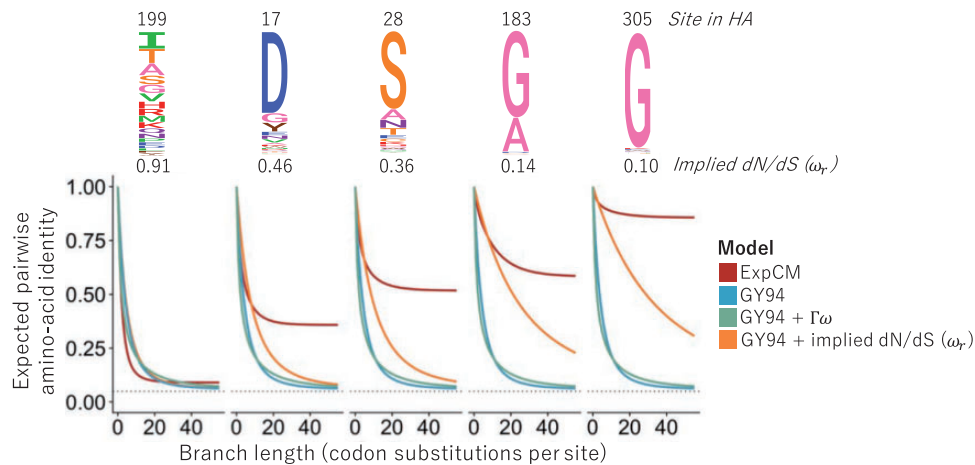 199 17 28 183 305 Site in HA
I D S G G
T G A A
A Y N
S T
G
V
0.91 0.46 0.36 0.14 0.10 Implied dN/dS (ωr)
Expected pairwise
amino-acid identity
1.00
0.75
0.50
0.25
0.00
0 20 40 0 20 40 0 20 40 0 20 40 0 20 40
Branch length (codon substitutions per site)
Model
ExpCM
GY94
GY94 + Γω
GY94 + implied dN/dS (ωr)